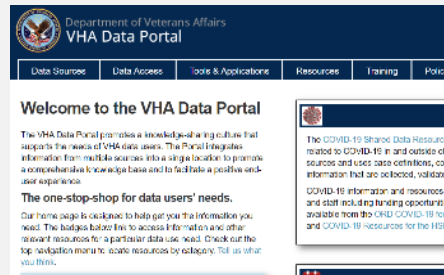 Department of Veterans Affairs
VHA Data Portal
Data Sources
Data Access
Tools & Applications
Resources
Training
Polic
Welcome to the VHA Data Portal
The VHA Data Portal promotes a knowledge-sharing culture that
supports the needs of VHA data users. The Portal integrates
information from multiple sources into a single location to promote
a comprehensive knowledge base and to facilitate a positive end-
user experience.
The one-stop-shop for data users' needs.
Our home page is designed to help get you the information you
need. The badges below link to access information and other
relevant resources for a particular data use need. Check out the
top navigation menu to locate resources by category. Tell us what
you think.
The COVID-19 Shared Data Resourc
related to COVID-19 in and outside of
sources and uses case definitions, co
information that are collected, validate
COVID-19 information and resources
and staff including funding opportuniti
available from the ORD COVID-19 for
and COVID-19 Resources for the HS